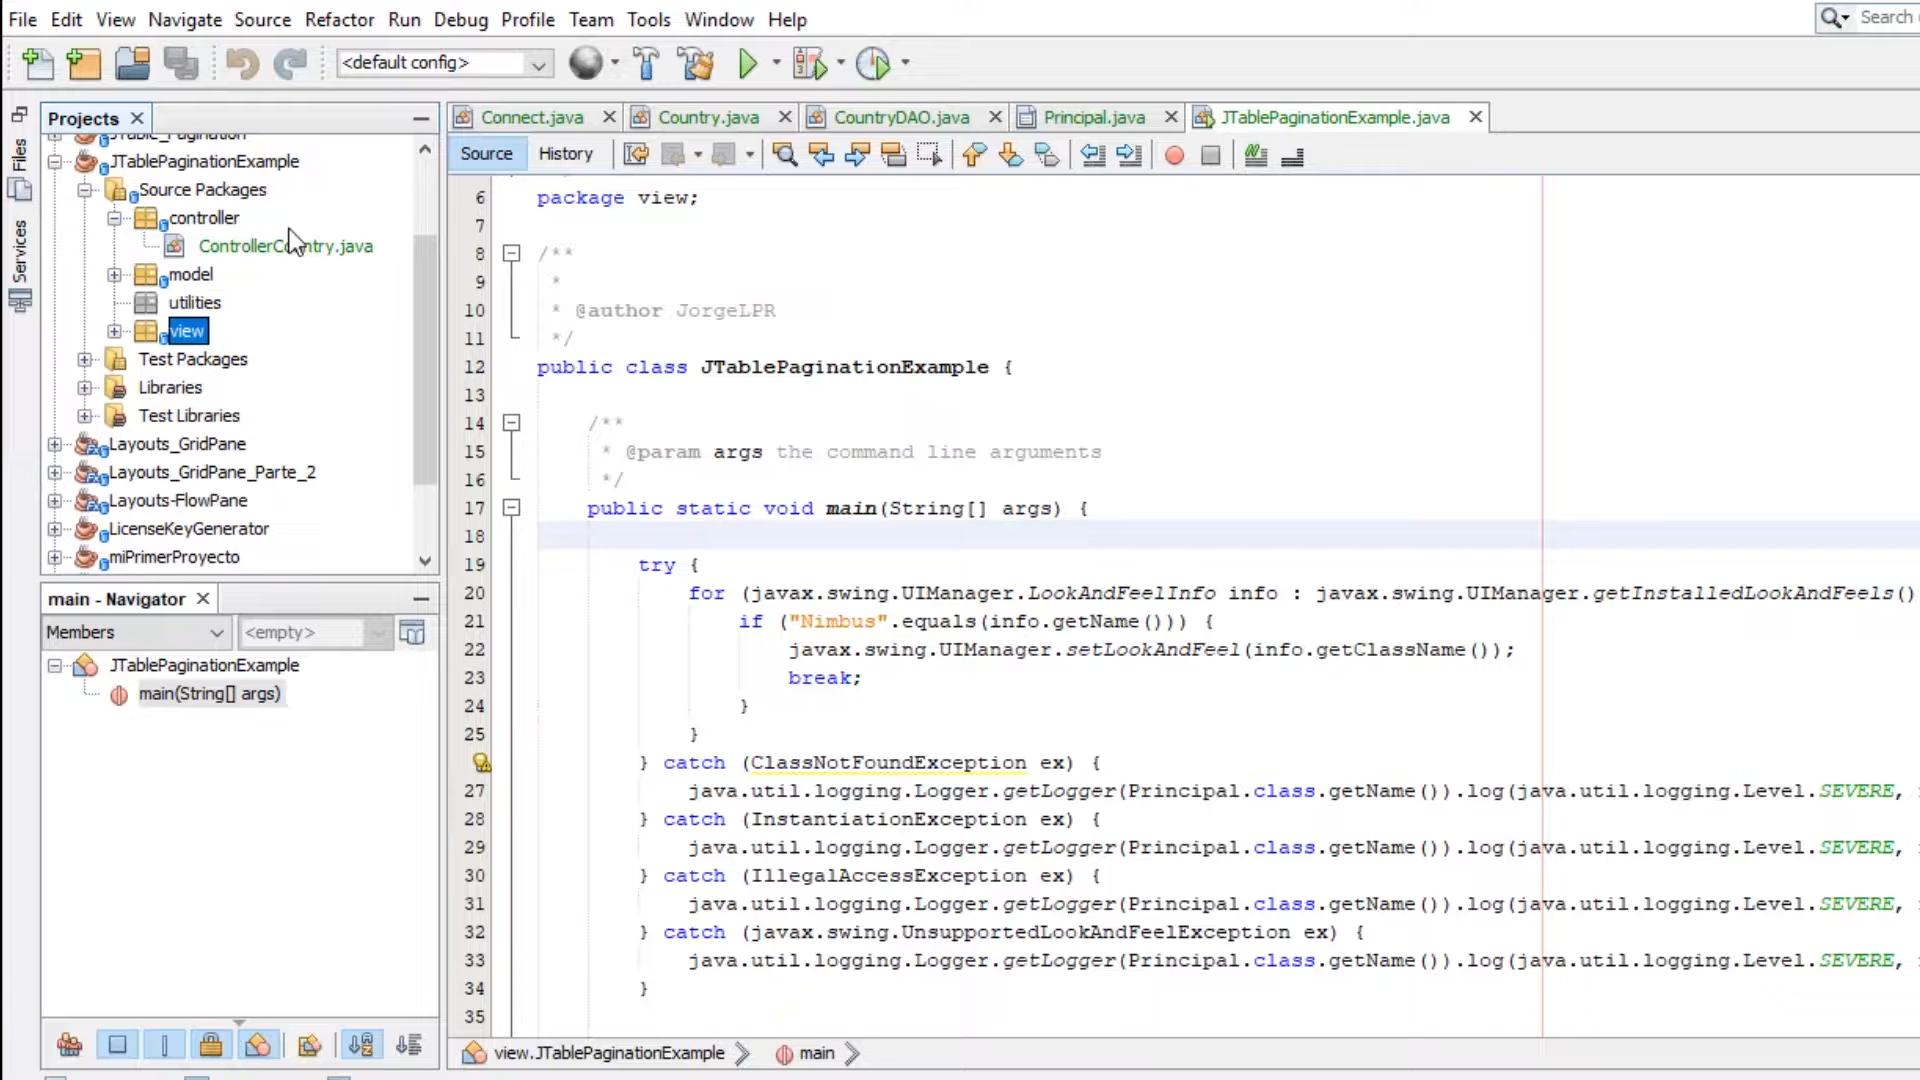 File Edit View Navigate Source Refactor Run Debug Profile Team Tools Window Help
Search
<default config>
Files
Services
Projects
JTable_Pagination
JTablePaginationExample
Source Packages
controller
ControllerCountry.java
model
utilities
view
Test Packages
Libraries
Test Libraries
Layouts_GridPane
Layouts_GridPane_Parte_2
Layouts-FlowPane
LicenseKeyGenerator
miPrimerProyecto
main - Navigator
Members <empty>
JTablePaginationExample
main(String[] args)
Connect.java Country.java CountryDAO.java Principal.java JTablePaginationExample.java
Source History
6 package view;
7
8 /**
9 *
10 * @author JorgeLPR
11 */
12 public class JTablePaginationExample {
13
14 /**
15 * @param args the command line arguments
16 */
17 public static void main(String[] args) {
18
19 try {
20 for (javax.swing.UIManager.LookAndFeelInfo info : javax.swing.UIManager.getInstalledLookAndFeels()
21 if ("Nimbus".equals(info.getName())) {
22 javax.swing.UIManager.setLookAndFeel(info.getClassName());
23 break;
24 }
25 }
} catch (ClassNotFoundException ex) {
27 java.util.logging.Logger.getLogger(Principal.class.getName()).log(java.util.logging.Level.SEVERE,
28 } catch (InstantiationException ex) {
29 java.util.logging.Logger.getLogger(Principal.class.getName()).log(java.util.logging.Level.SEVERE,
30 } catch (IllegalAccessException ex) {
31 java.util.logging.Logger.getLogger(Principal.class.getName()).log(java.util.logging.Level.SEVERE,
32 } catch (javax.swing.UnsupportedLookAndFeelException ex) {
33 java.util.logging.Logger.getLogger(Principal.class.getName()).log(java.util.logging.Level.SEVERE,
34 }
35
view.JTablePaginationExample main